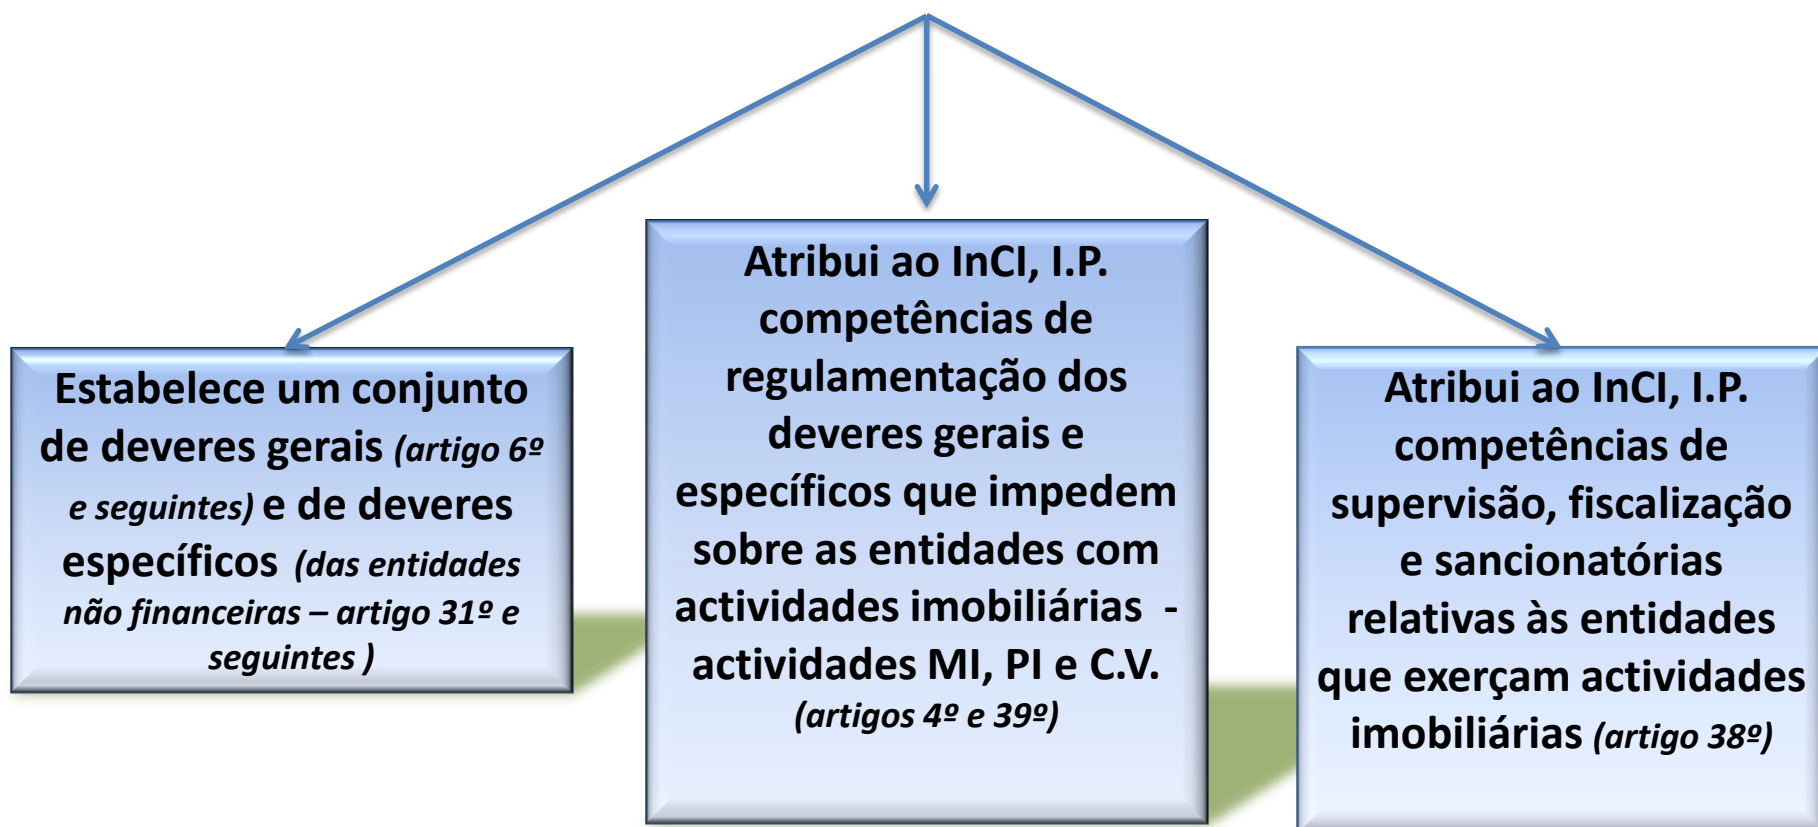 Estabelece um conjunto
de deveres gerais (artigo 6º
e seguintes) e de deveres
específicos (das entidades
não financeiras – artigo 31º e
seguintes )
Atribui ao InCI, I.P.
competências de
regulamentação dos
deveres gerais e
específicos que impedem
sobre as entidades com
actividades imobiliárias -
actividades MI, PI e C.V.
(artigos 4º e 39º)
Atribui ao InCI, I.P.
competências de
supervisão, fiscalização
e sancionatórias
relativas às entidades
que exerçam actividades
imobiliárias (artigo 38º)